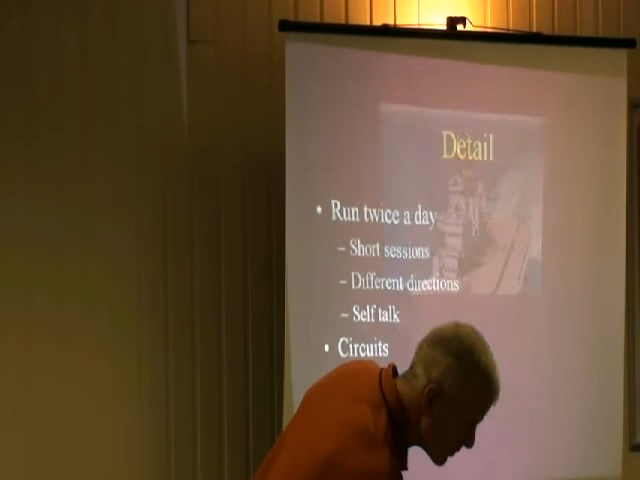 Detail
• Run twice a day
– Short sessions
– Different directions
– Self talk
• Circuits